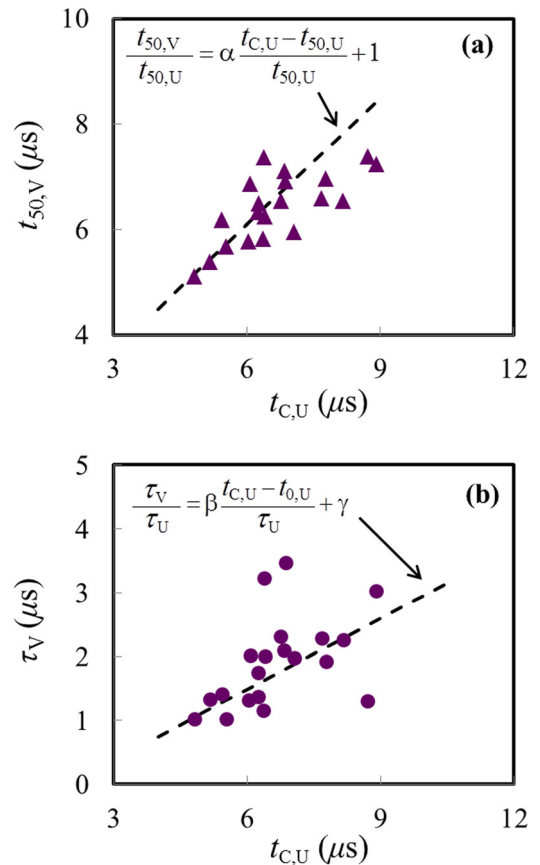 10
8
6
4
t50,V (μs)
t50,V / t50,U = α (tC,U − t50,U) / t50,U + 1
(a)
3 6 9 12
tC,U (μs)
5
4
3
2
1
0
τV (μs)
τV / τU = β (tC,U − t0,U) / τU + γ
(b)
3 6 9 12
tC,U (μs)